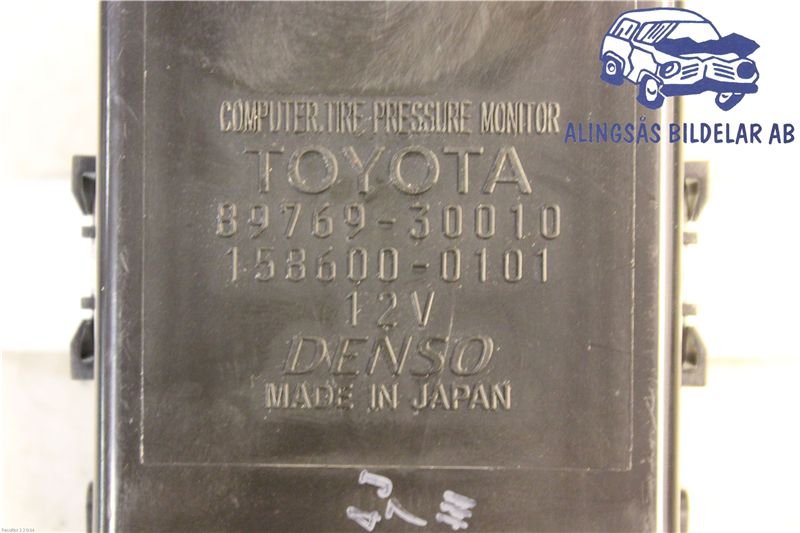 COMPUTER.TIRE PRESSURE MONITOR
ALINGSÅS BILDELAR AB
TOYOTA
89769-30010
158600-0101
12V
DENSO
MADE IN JAPAN